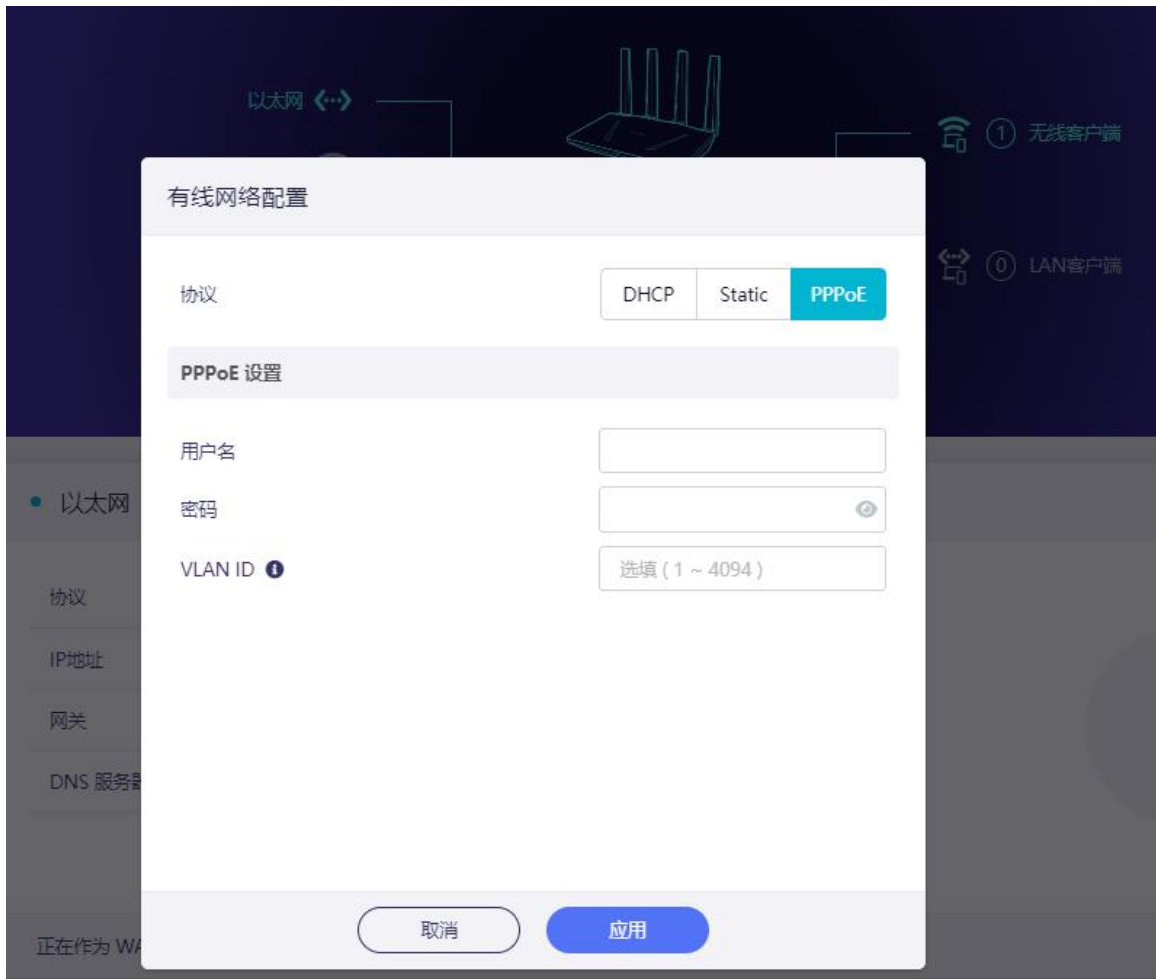 以太网
1 无线客户端
有线网络配置
0 LAN客户端
协议
DHCP Static PPPoE
PPPoE 设置
用户名
以太网
密码
VLAN ID 选填 ( 1 ~ 4094 )
协议
IP地址
网关
DNS 服务器
取消 应用
正在作为 WA